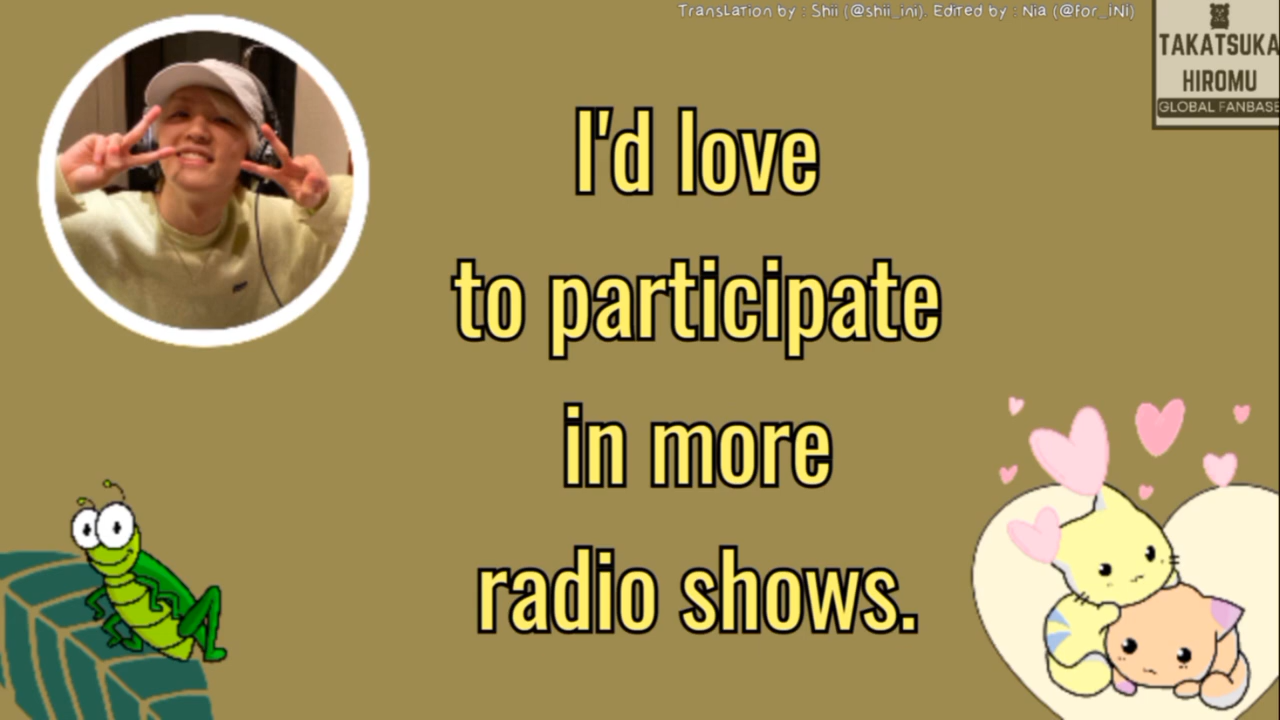 Translation by : Shii (@shii_ini). Edited by : Nia (@for_iNi)
TAKATSUKA
HIROMU
GLOBAL FANBASE
I'd love
to participate
in more
radio shows.